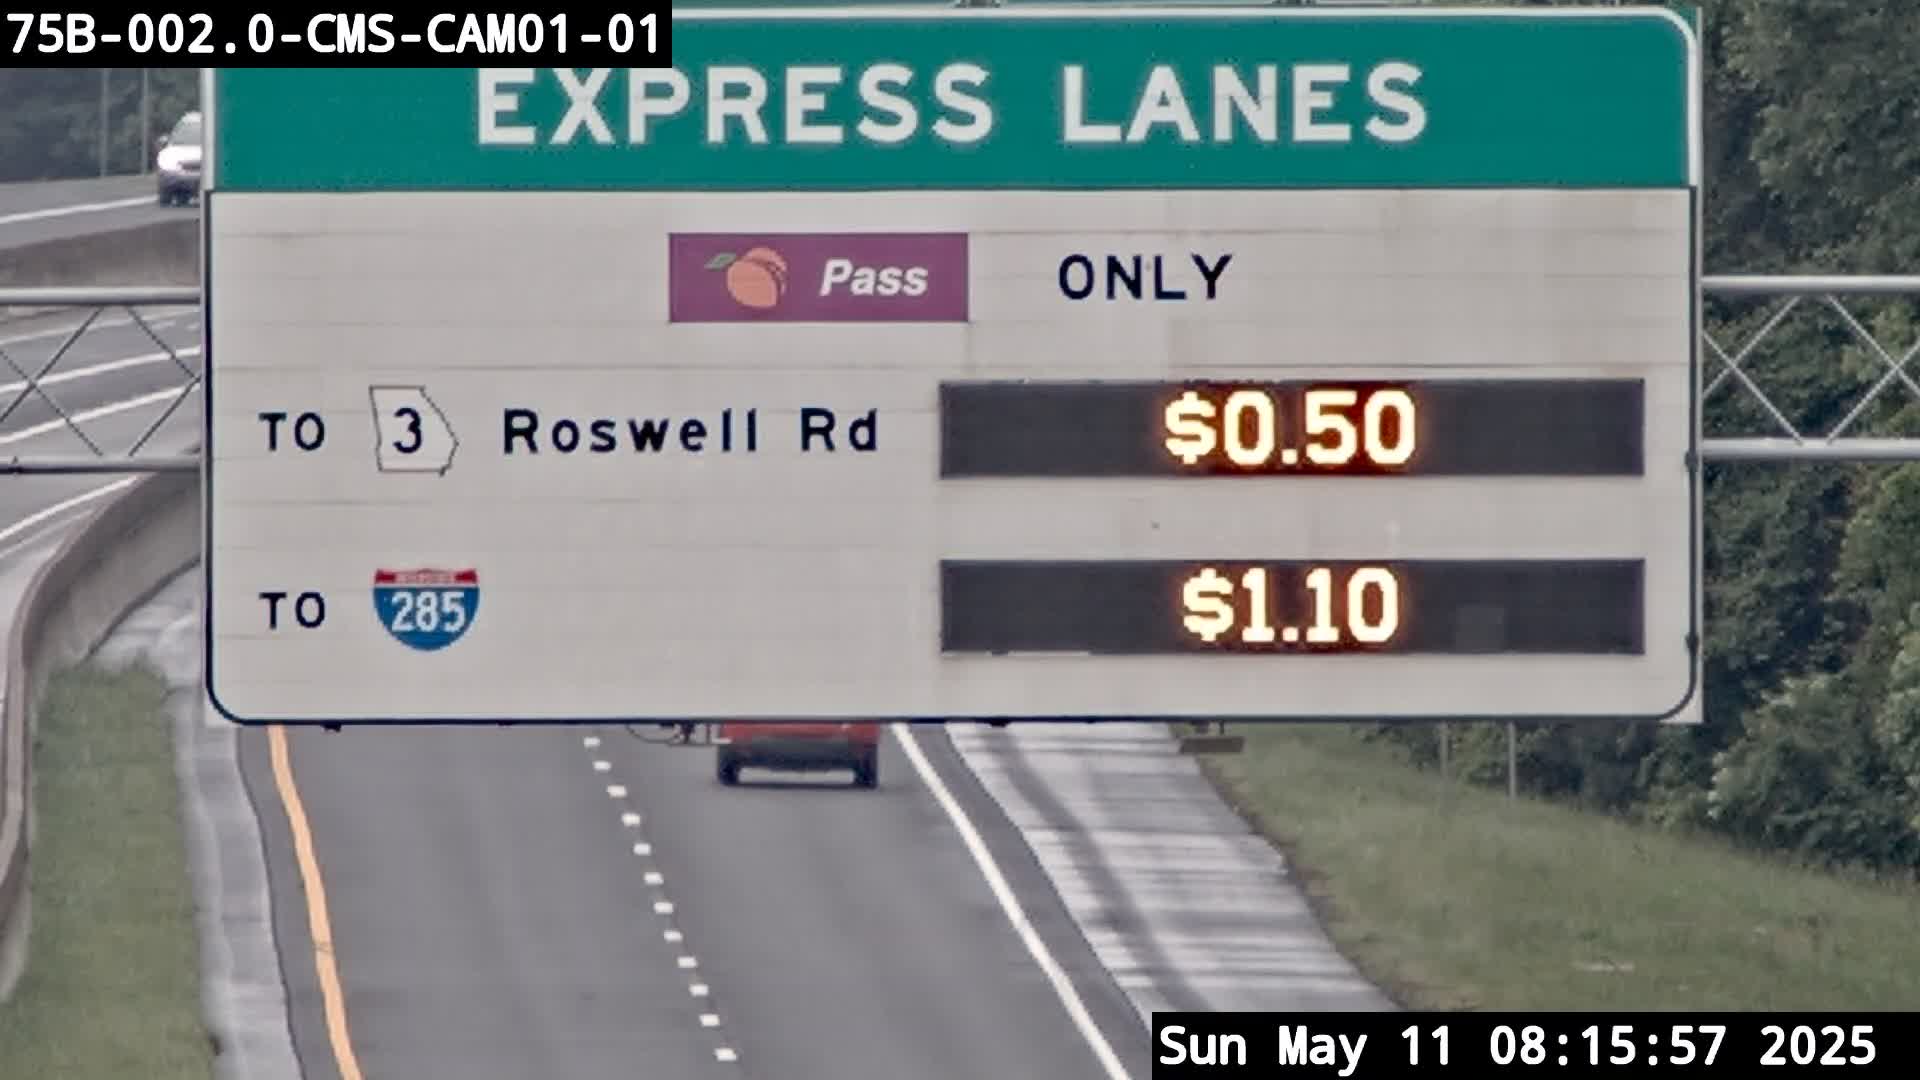 75B-002.0-CMS-CAM01-01
EXPRESS LANES
Pass ONLY
TO 3 Roswell Rd $0.50
TO 285 $1.10
Sun May 11 08:15:57 2025